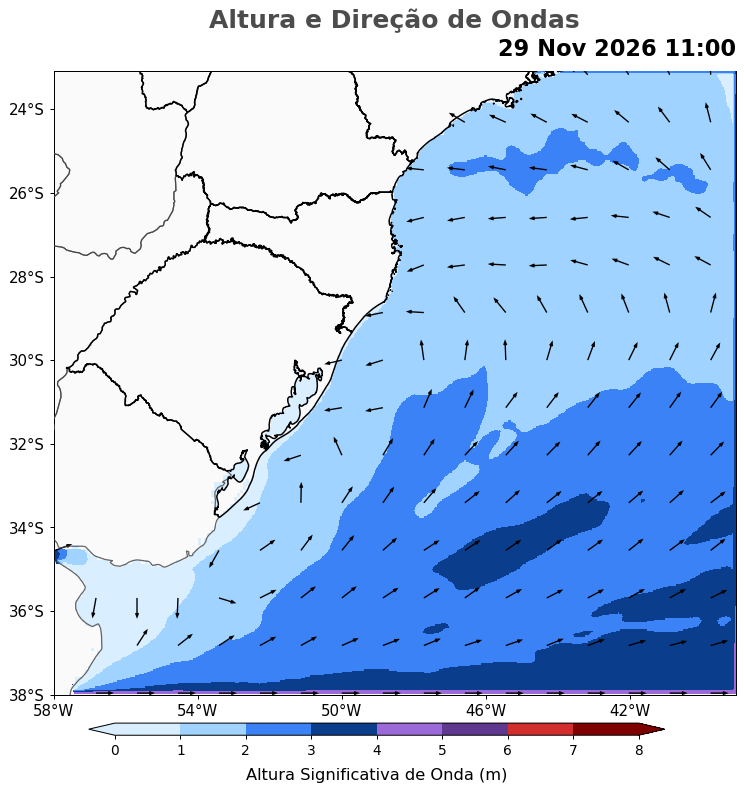 Altura e Direção de Ondas
29 Nov 2026 11:00
24°S
26°S
28°S
30°S
32°S
34°S
36°S
38°S
58°W 54°W 50°W 46°W 42°W
0 1 2 3 4 5 6 7 8
Altura Significativa de Onda (m)